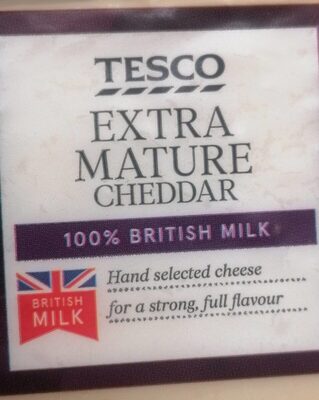 TESCO
EXTRA
MATURE
CHEDDAR
100% BRITISH MILK
BRITISH
MILK
Hand selected cheese
for a strong, full flavour